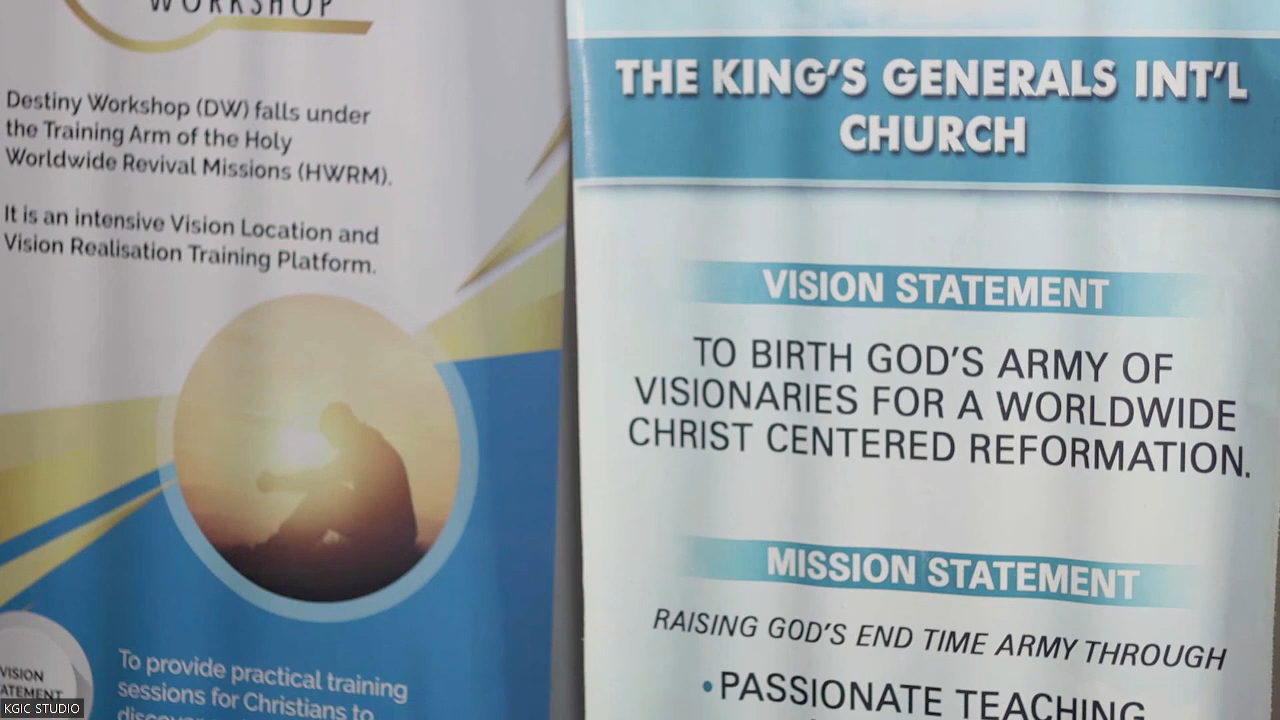 WORKSHOP
Destiny Workshop (DW) falls under
the Training Arm of the Holy
Worldwide Revival Missions (HWRM).
It is an intensive Vision Location and
Vision Realisation Training Platform.
VISION
To provide practical training
sessions for Christians to
KGIC STUDIO
THE KING'S GENERALS INT'L
CHURCH
VISION STATEMENT
TO BIRTH GOD'S ARMY OF
VISIONARIES FOR A WORLDWIDE
CHRIST CENTERED REFORMATION.
MISSION STATEMENT
RAISING GOD'S END TIME ARMY THROUGH
•PASSIONATE TEACHING